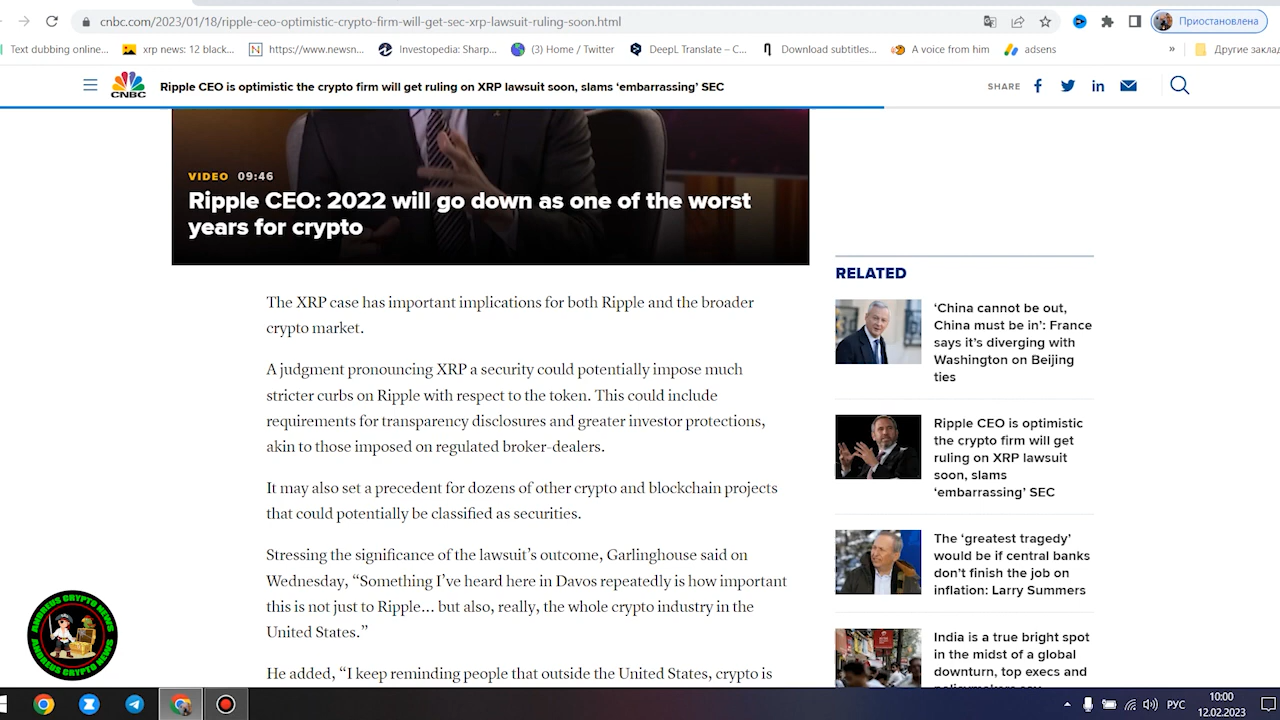 cnbc.com/2023/01/18/ripple-ceo-optimistic-crypto-firm-will-get-sec-xrp-lawsuit-ruling-soon.html
Приостановлена
Text dubbing online...
xrp news: 12 black...
https://www.newsn...
Investopedia: Sharp...
(3) Home / Twitter
DeepL Translate – C...
Download subtitles...
A voice from him
adsens
»
Другие закла
CNBC
Ripple CEO is optimistic the crypto firm will get ruling on XRP lawsuit soon, slams ‘embarrassing’ SEC
SHARE
VIDEO 09:46
Ripple CEO: 2022 will go down as one of the worst
years for crypto
The XRP case has important implications for both Ripple and the broader
crypto market.
A judgment pronouncing XRP a security could potentially impose much
stricter curbs on Ripple with respect to the token. This could include
requirements for transparency disclosures and greater investor protections,
akin to those imposed on regulated broker-dealers.
It may also set a precedent for dozens of other crypto and blockchain projects
that could potentially be classified as securities.
Stressing the significance of the lawsuit’s outcome, Garlinghouse said on
Wednesday, “Something I’ve heard here in Davos repeatedly is how important
this is not just to Ripple... but also, really, the whole crypto industry in the
United States.”
He added, “I keep reminding people that outside the United States, crypto is
RELATED
‘China cannot be out,
China must be in’: France
says it’s diverging with
Washington on Beijing
ties
Ripple CEO is optimistic
the crypto firm will get
ruling on XRP lawsuit
soon, slams
‘embarrassing’ SEC
The ‘greatest tragedy’
would be if central banks
don’t finish the job on
inflation: Larry Summers
India is a true bright spot
in the midst of a global
downturn, top execs and
ANDREUS CRYPTO NEWS
ANDREUS CRYPTO NEWS
РУС
10:00
12.02.2023